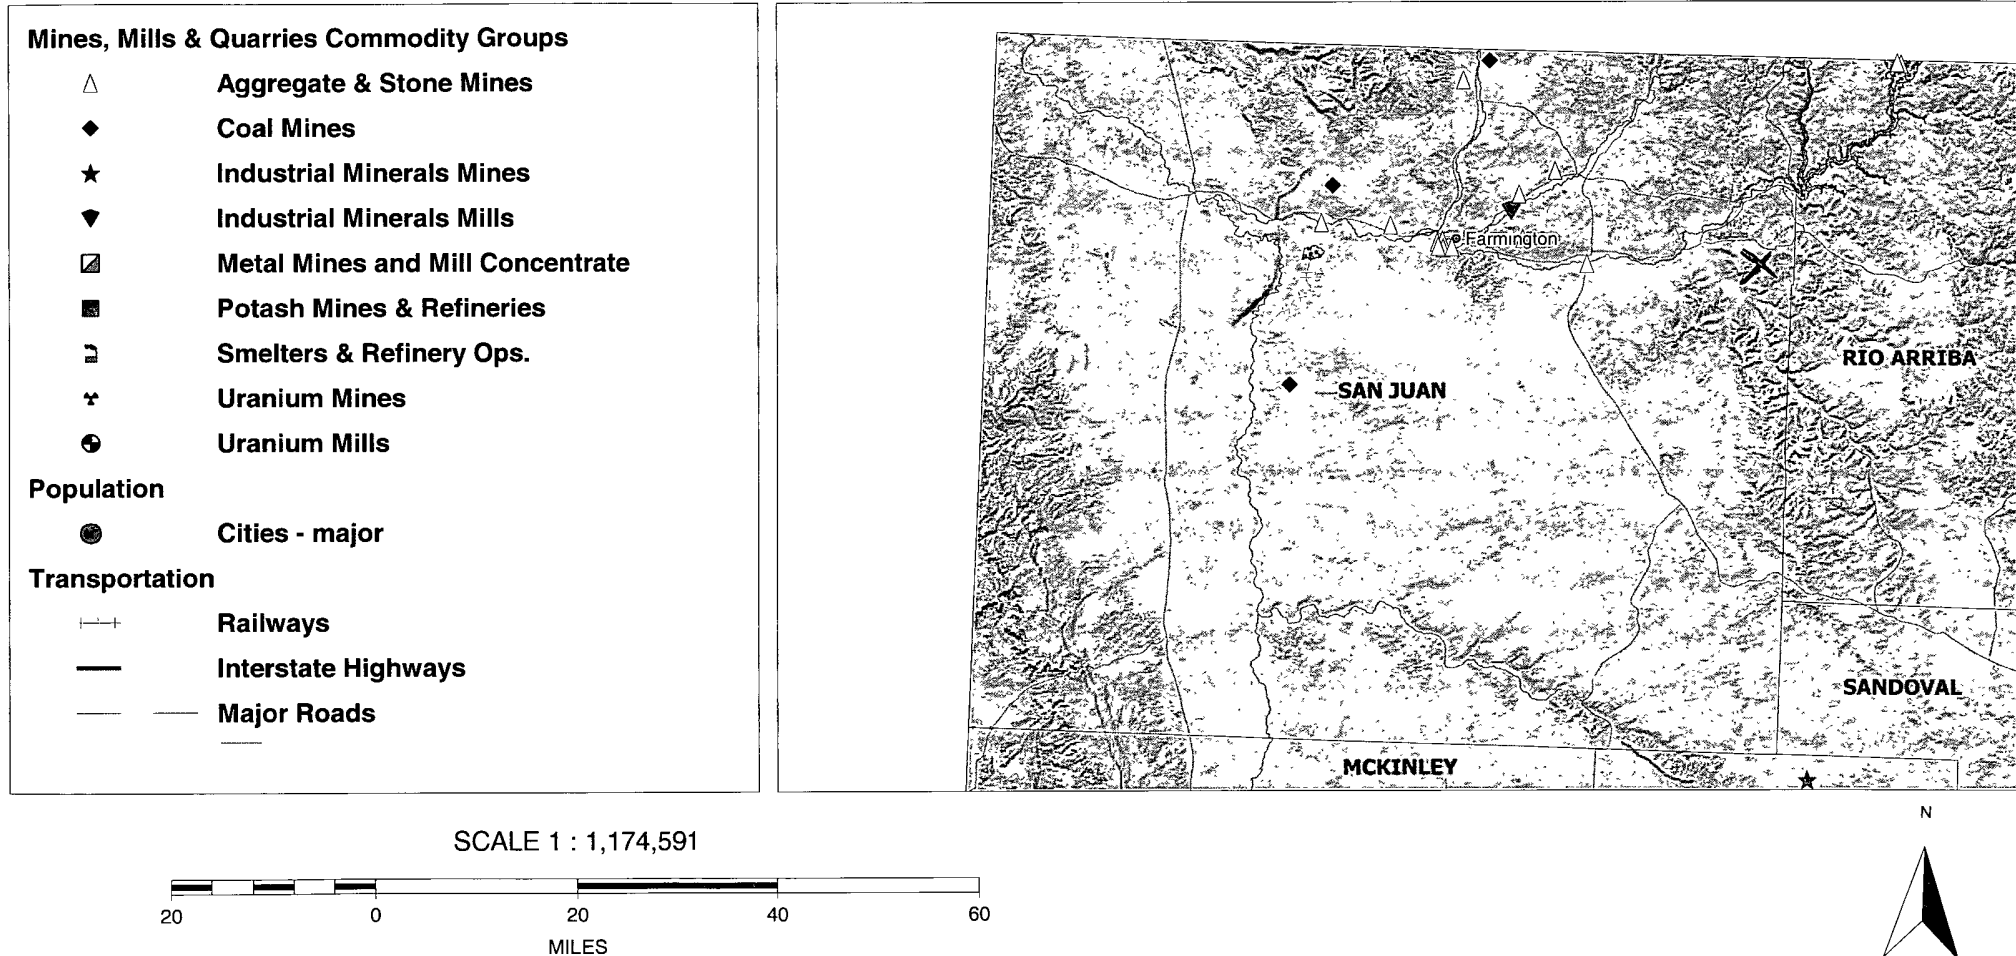 Mines, Mills & Quarries Commodity Groups
Aggregate & Stone Mines
Coal Mines
Industrial Minerals Mines
Industrial Minerals Mills
Metal Mines and Mill Concentrate
Potash Mines & Refineries
Smelters & Refinery Ops.
Uranium Mines
Uranium Mills
Population
Cities - major
Transportation
Railways
Interstate Highways
Major Roads
Farmington
RIO ARRIBA
SAN JUAN
SANDOVAL
MCKINLEY
SCALE 1 : 1,174,591
20 0 20 40 60
MILES
N